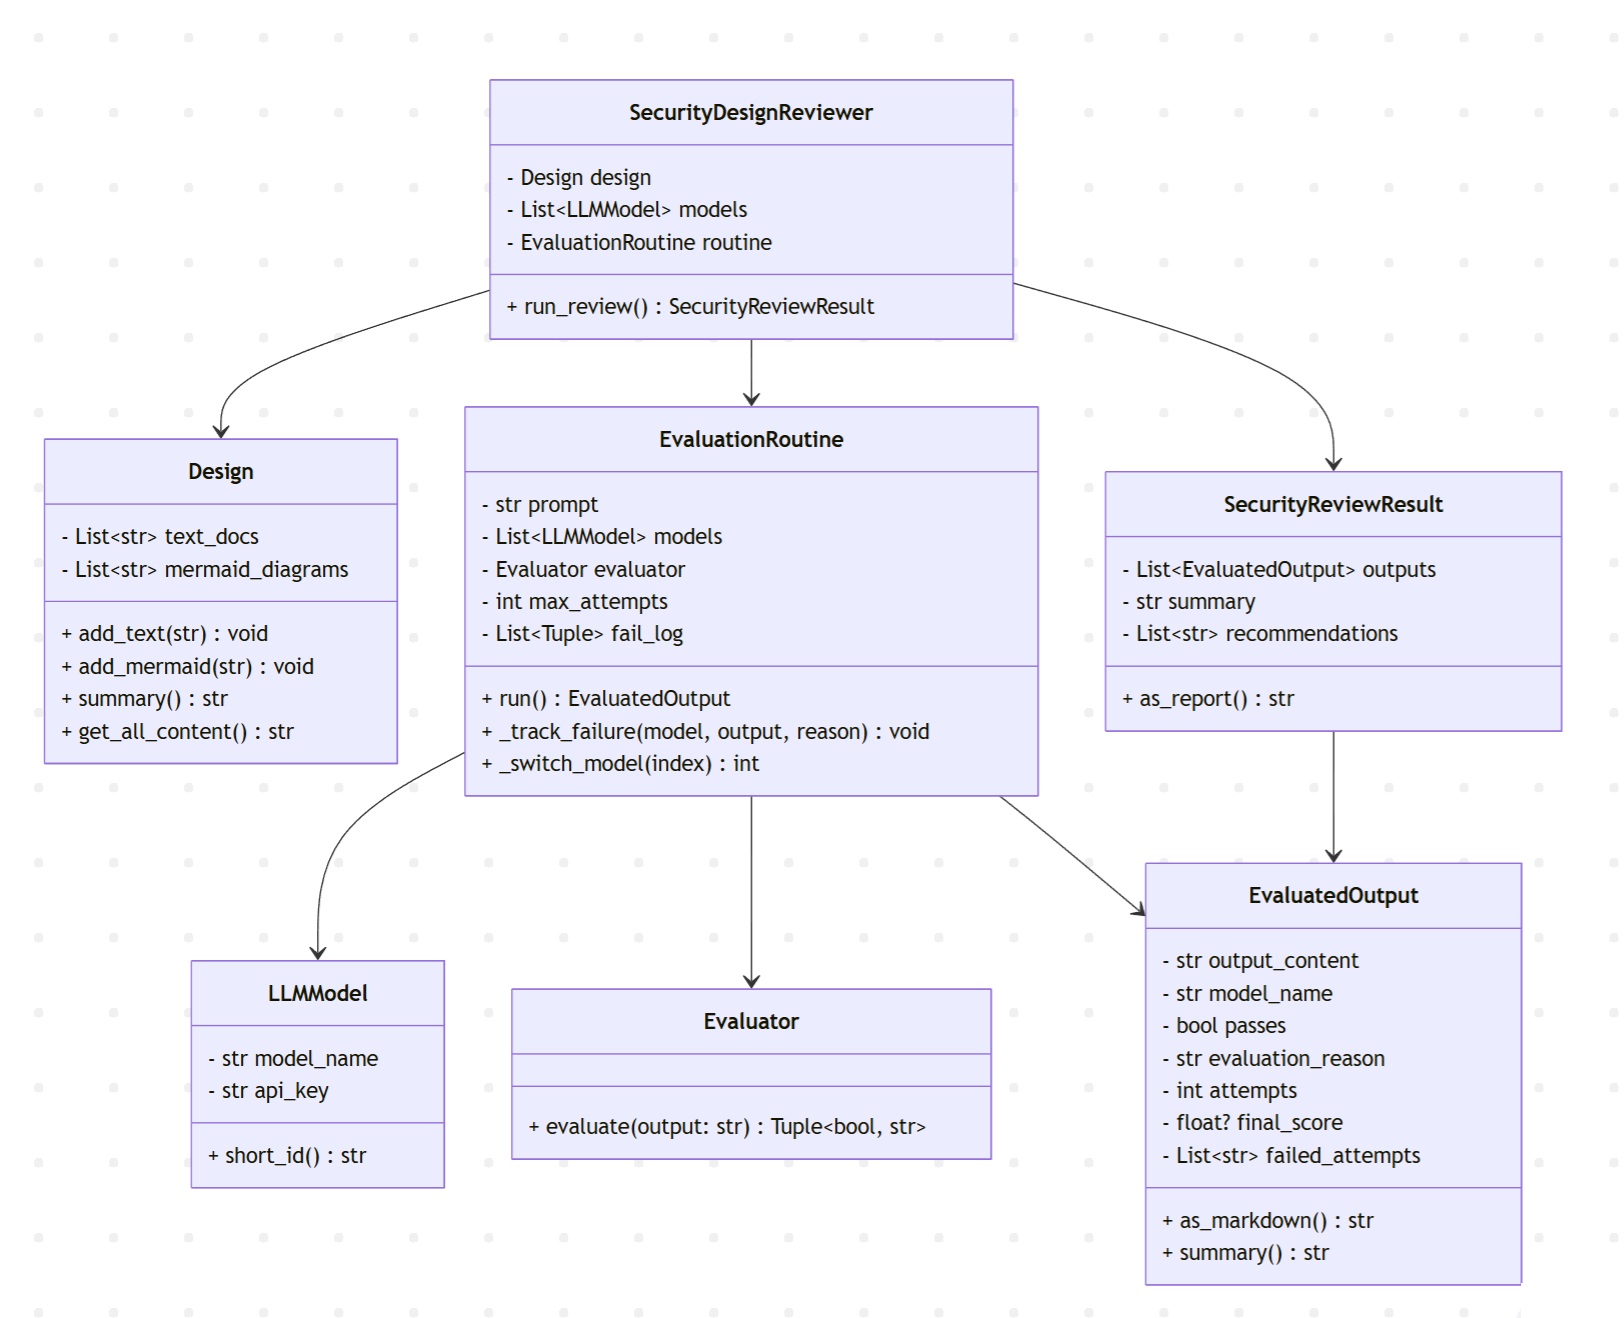 SecurityDesignReviewer
- Design design
- List<LLMModel> models
- EvaluationRoutine routine
+ run_review() : SecurityReviewResult
Design
- List<str> text_docs
- List<str> mermaid_diagrams
+ add_text(str) : void
+ add_mermaid(str) : void
+ summary() : str
+ get_all_content() : str
EvaluationRoutine
- str prompt
- List<LLMModel> models
- Evaluator evaluator
- int max_attempts
- List<Tuple> fail_log
+ run() : EvaluatedOutput
+ _track_failure(model, output, reason) : void
+ _switch_model(index) : int
SecurityReviewResult
- List<EvaluatedOutput> outputs
- str summary
- List<str> recommendations
+ as_report() : str
LLMModel
- str model_name
- str api_key
+ short_id() : str
Evaluator
+ evaluate(output: str) : Tuple<bool, str>
EvaluatedOutput
- str output_content
- str model_name
- bool passes
- str evaluation_reason
- int attempts
- float? final_score
- List<str> failed_attempts
+ as_markdown() : str
+ summary() : str